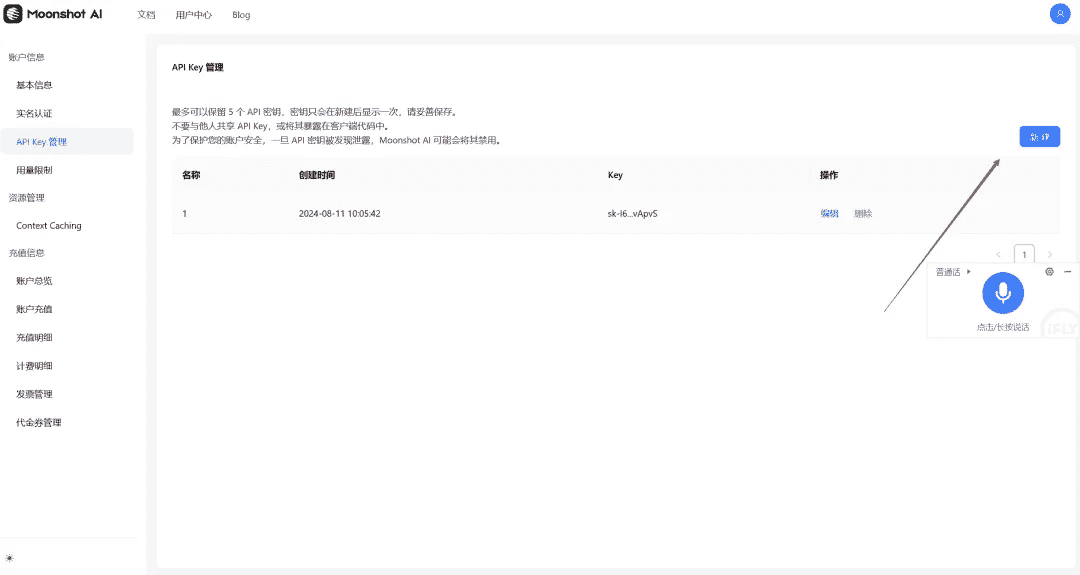 Moonshot AI
文档 用户中心 Blog
账户信息
基本信息
实名认证
API Key 管理
用量限制
资源管理
Context Caching
充值信息
账户总览
账户充值
充值明细
计费明细
发票管理
代金券管理
API Key 管理
最多可以保留 5 个 API 密钥，密钥只会在新建后显示一次，请妥善保存。
不要与他人共享 API Key，或将其暴露在客户端代码中。
为了保护您的账户安全，一旦 API 密钥被发现泄露，Moonshot AI 可能会将其禁用。
新 建
名称 创建时间 Key 操作
1 2024-08-11 10:05:42 sk-l6...vApvS 编辑 删除
1
普通话
点击/长按说话
iFLY